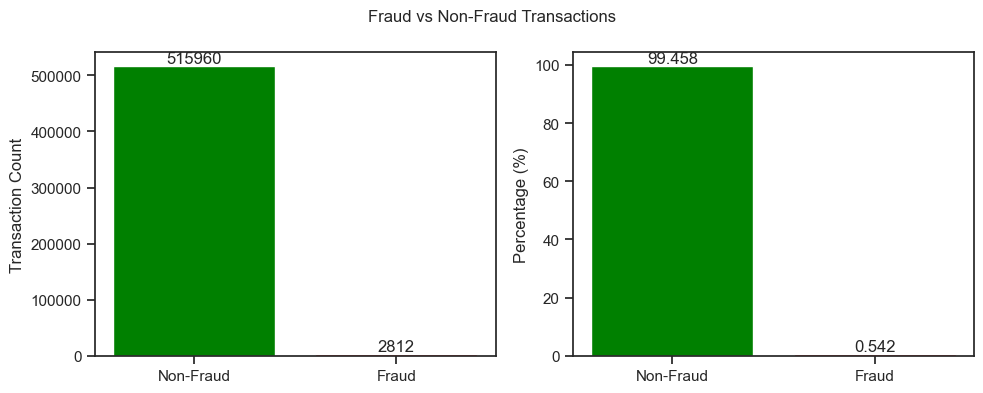 Fraud vs Non-Fraud Transactions
Transaction Count
500000
400000
300000
200000
100000
0
515960
2812
Non-Fraud
Fraud
Percentage (%)
100
80
60
40
20
0
99.458
0.542
Non-Fraud
Fraud